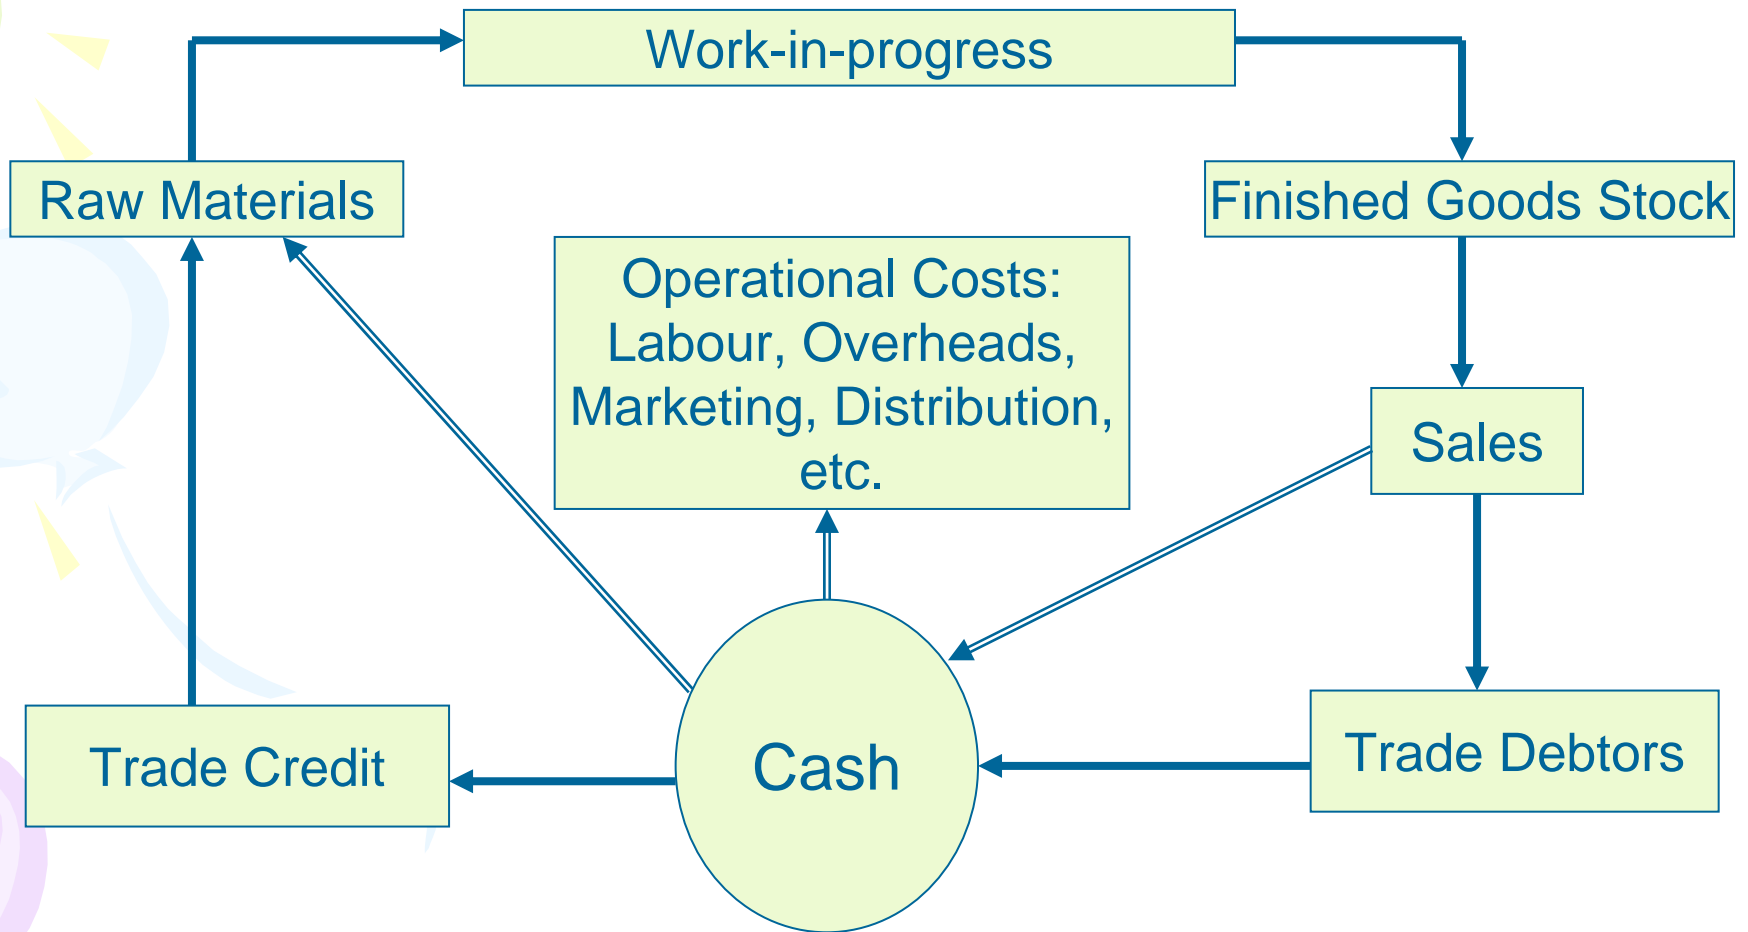 Work-in-progress
Raw Materials
Finished Goods Stock
Operational Costs:
Labour, Overheads,
Marketing, Distribution,
etc.
Sales
Trade Credit
Cash
Trade Debtors